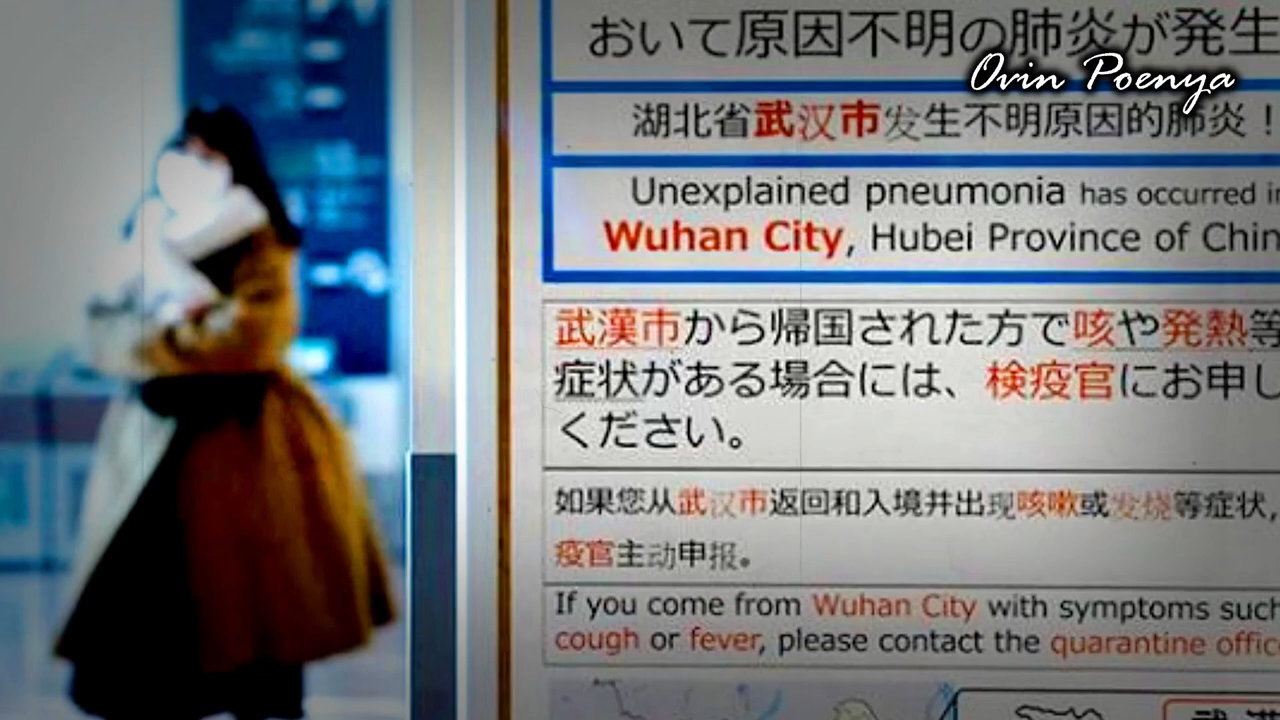 おいて原因不明の肺炎が発生
Ovin Poenya
湖北省武汉市发生不明原因的肺炎！
Unexplained pneumonia has occurred in
Wuhan City, Hubei Province of Chin
武漢市から帰国された方で咳や発熱等
症状がある場合には、検疫官にお申し
ください。
如果您从武汉市返回和入境并出现咳嗽或发烧等症状，
疫官主动申报。
If you come from Wuhan City with symptoms such
cough or fever, please contact the quarantine offic
武漢